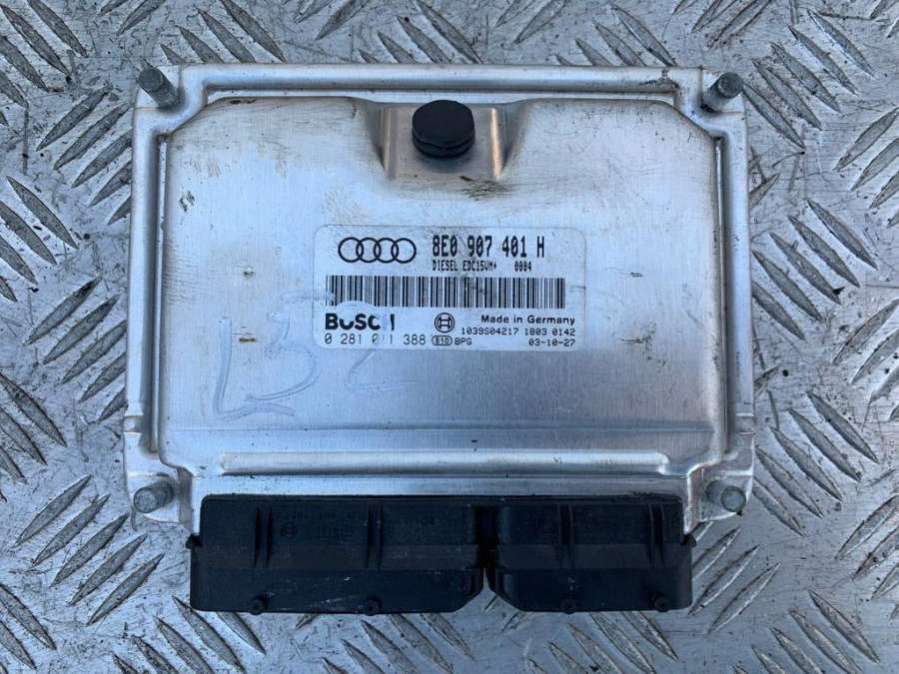 8E0 907 401 H
DIESEL EDC15VM+ 0004
BOSCH Made in Germany
1039S04217 1803 0142
0 281 011 388 BPG 03-10-27